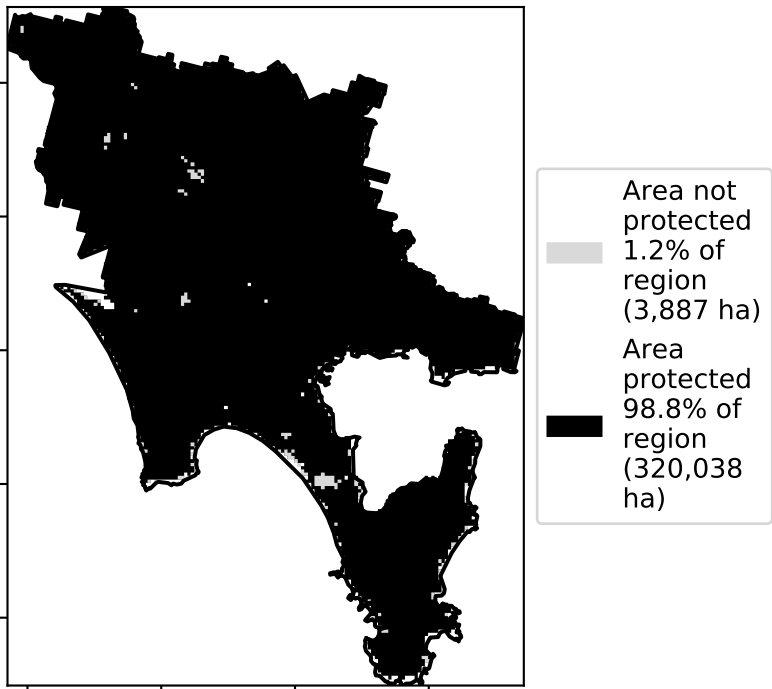 Area not
protected
1.2% of
region
(3,887 ha)
Area
protected
98.8% of
region
(320,038
ha)